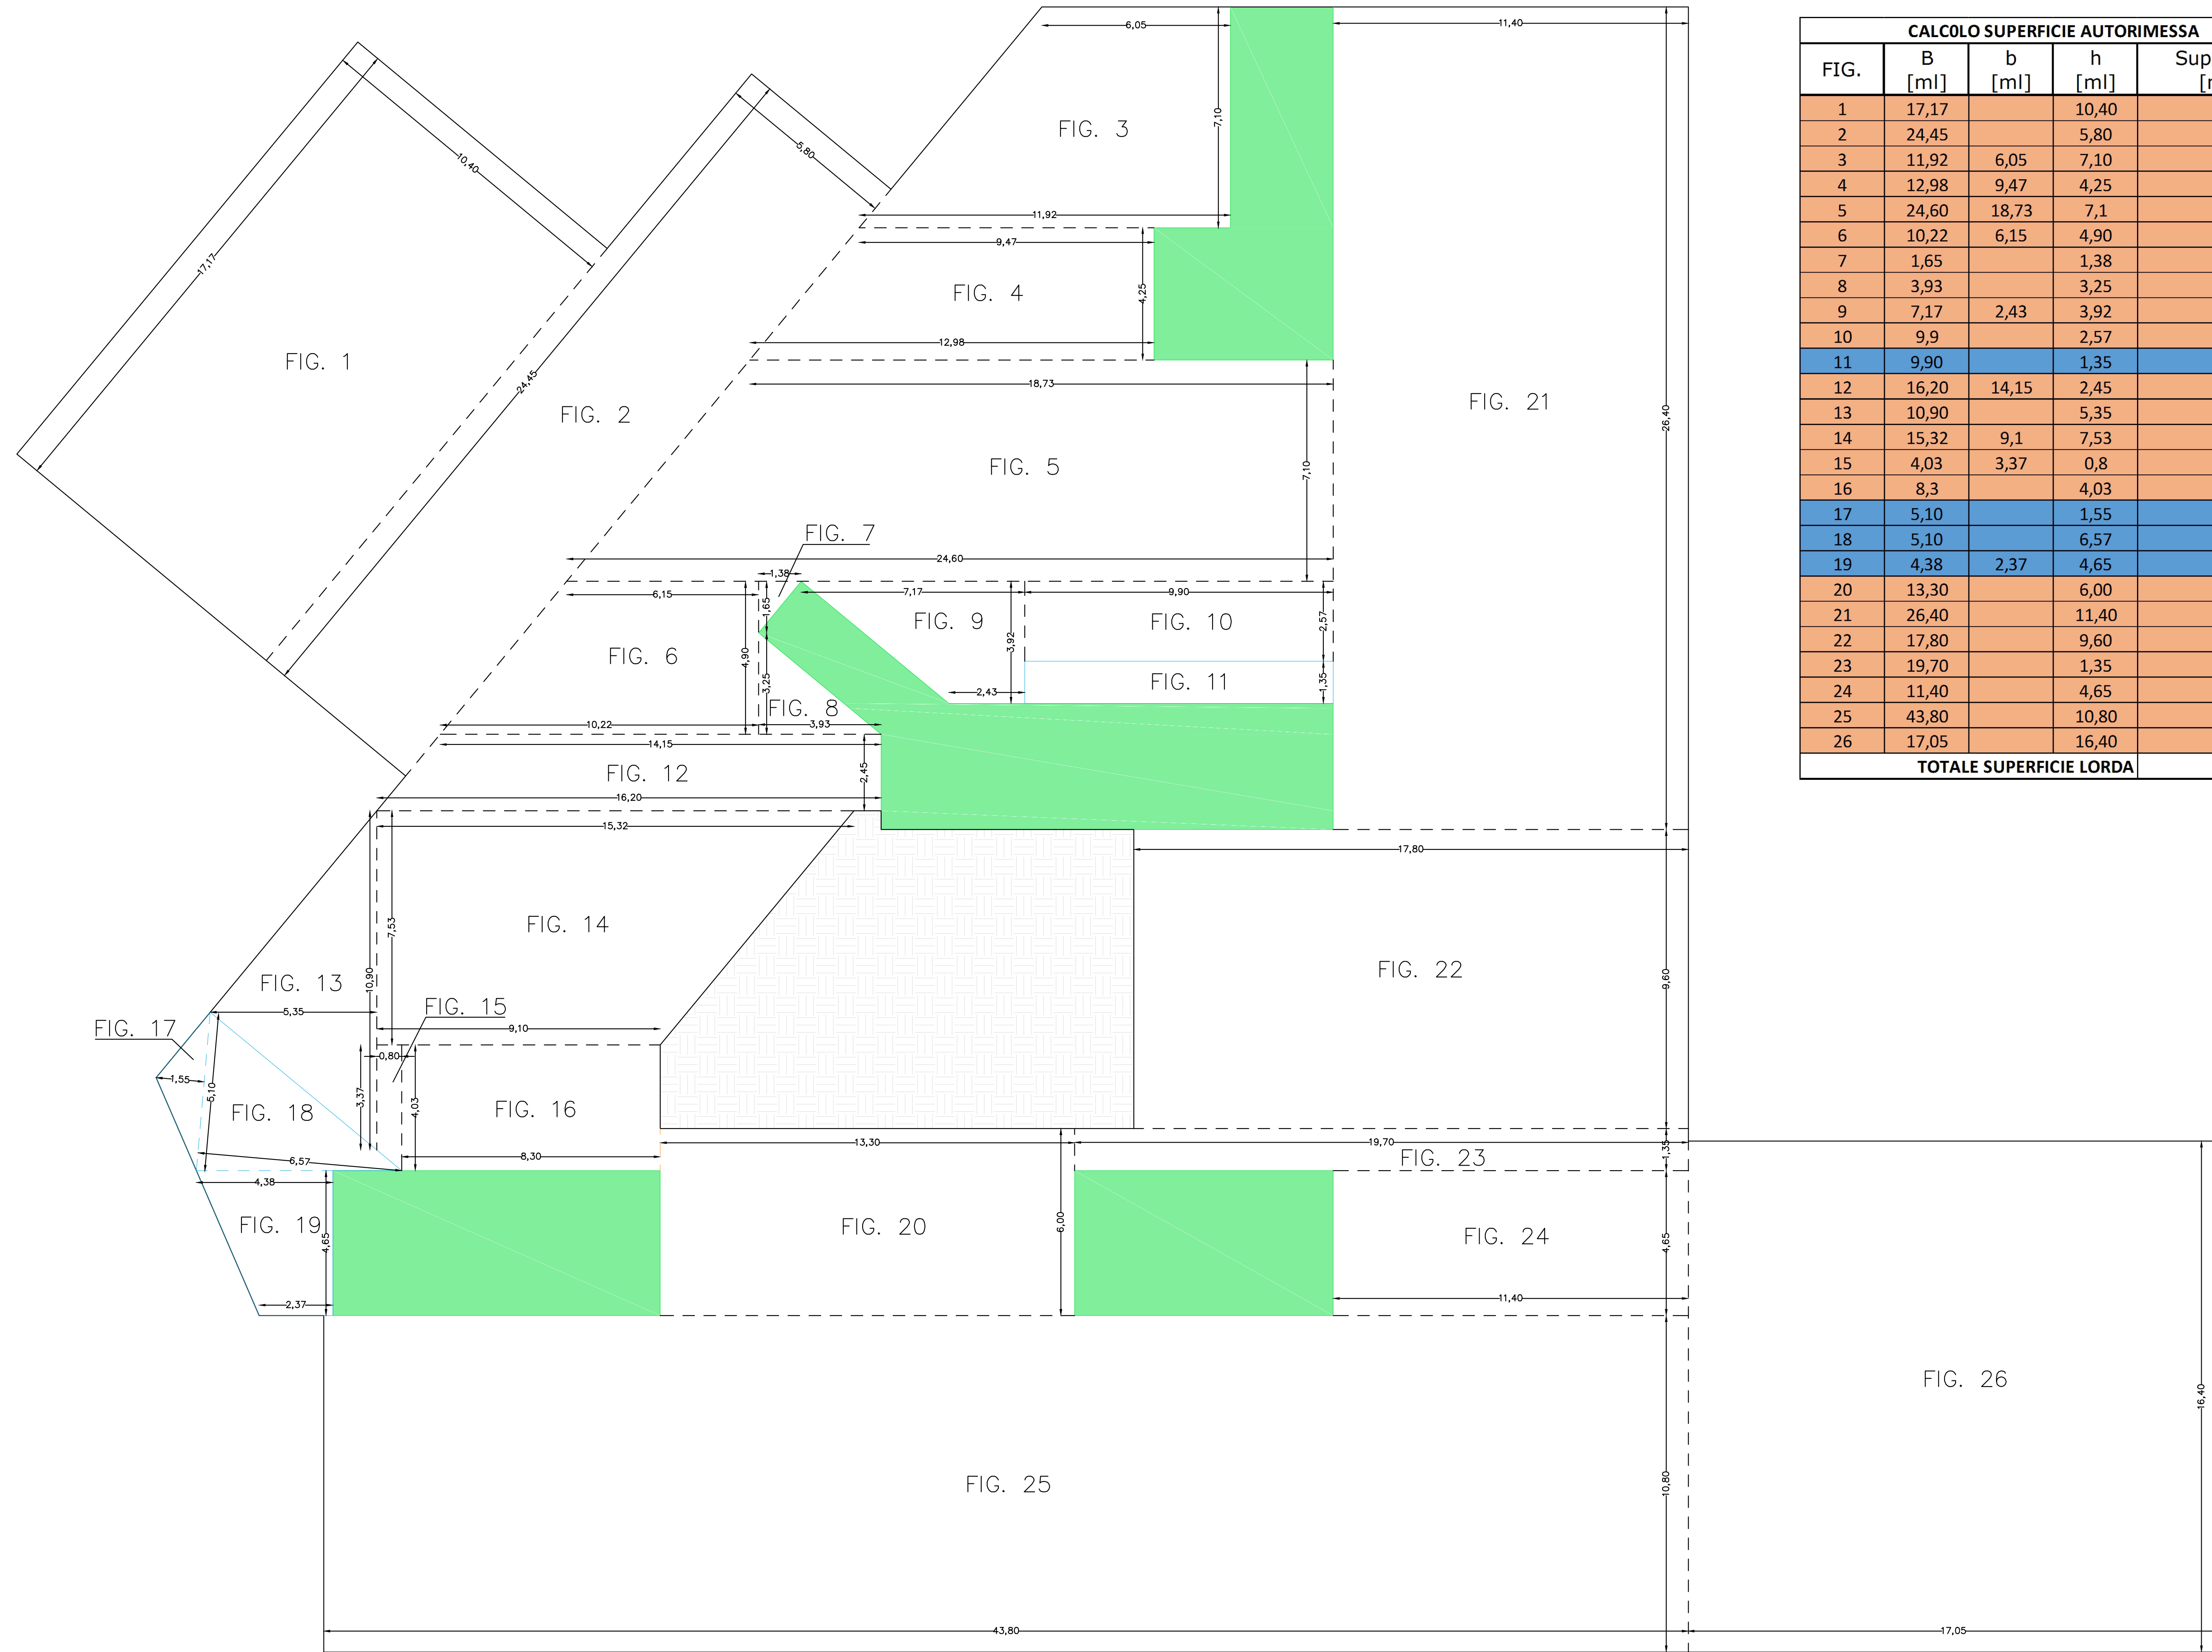 6,05
11,40
10,40
5,80
7,10
FIG. 3
11,92
9,47
17,17
FIG. 4
4,25
12,98
FIG. 1
24,45
18,73
FIG. 2
FIG. 21
26,40
FIG. 5
7,10
FIG. 7
24,60
1,38
6,15
1,65
7,17
9,90
FIG. 9
FIG. 10
2,57
3,92
FIG. 6
4,90
3,25
2,43
FIG. 11
1,35
FIG. 8
10,22
3,93
14,15
FIG. 12
2,45
16,20
15,32
17,80
7,53
FIG. 14
FIG. 22
9,60
FIG. 13
10,90
5,35
FIG. 15
FIG. 17
9,10
0,80
1,55
5,10
3,37
4,03
FIG. 18
FIG. 16
13,30
19,70
1,35
FIG. 23
6,57
8,30
4,38
FIG. 19
4,65
FIG. 20
6,00
FIG. 24
4,65
2,37
11,40
FIG. 26
16,40
FIG. 25
10,80
43,80
17,05
CALC0LO SUPERFICIE AUTORIMESSA
FIG. B b h Sup
[ml] [ml] [ml]
1 17,17 10,40
2 24,45 5,80
3 11,92 6,05 7,10
4 12,98 9,47 4,25
5 24,60 18,73 7,1
6 10,22 6,15 4,90
7 1,65 1,38
8 3,93 3,25
9 7,17 2,43 3,92
10 9,9 2,57
11 9,90 1,35
12 16,20 14,15 2,45
13 10,90 5,35
14 15,32 9,1 7,53
15 4,03 3,37 0,8
16 8,3 4,03
17 5,10 1,55
18 5,10 6,57
19 4,38 2,37 4,65
20 13,30 6,00
21 26,40 11,40
22 17,80 9,60
23 19,70 1,35
24 11,40 4,65
25 43,80 10,80
26 17,05 16,40
TOTALE SUPERFICIE LORDA